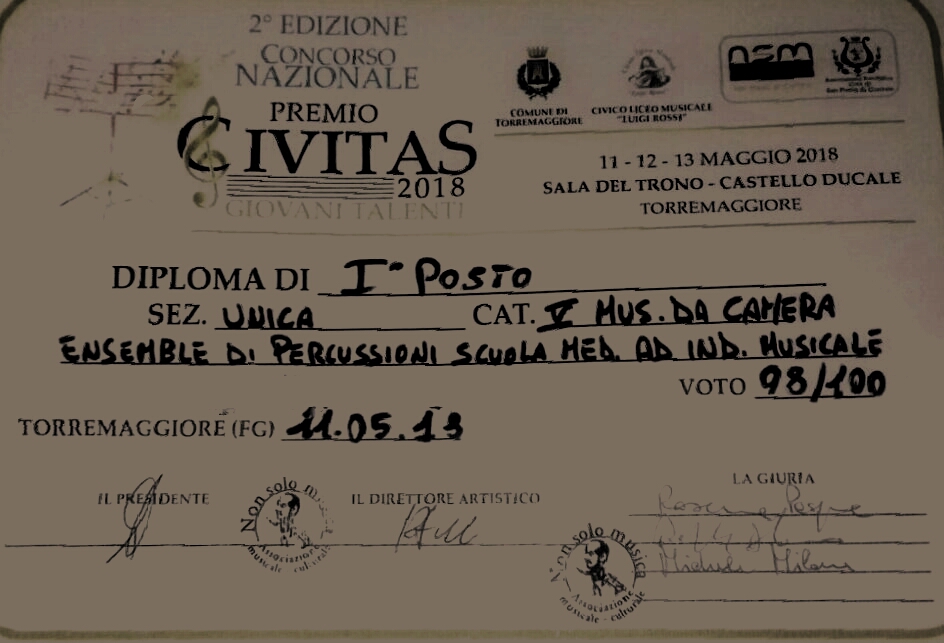 2° EDIZIONE
CONCORSO
NAZIONALE
PREMIO
CIVITAS
2018
GIOVANI TALENTI
COMUNE DI
TORREMAGGIORE
CIVICO LICEO MUSICALE
"LUIGI ROSSI"
nsm
11 - 12 - 13 MAGGIO 2018
SALA DEL TRONO - CASTELLO DUCALE
TORREMAGGIORE
DIPLOMA DI I° POSTO
SEZ. UNICA CAT. V MUS. DA CAMERA
ENSEMBLE DI PERCUSSIONI SCUOLA MED. AD IND. MUSICALE
VOTO 98/100
TORREMAGGIORE (FG) 11.05.18
IL PRESIDENTE
IL DIRETTORE ARTISTICO
LA GIURIA
Non solo musica
Associazione
musicale - culturale
Non solo musica
Associazione
musicale - culturale